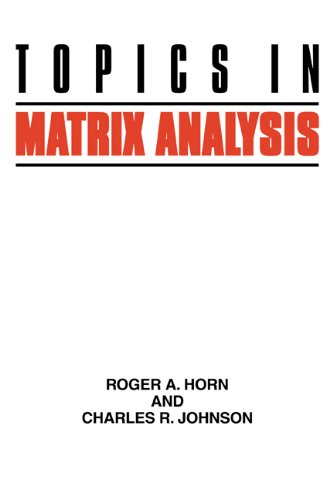 TOPICS IN
MATRIX ANALYSIS
ROGER A. HORN
AND
CHARLES R. JOHNSON